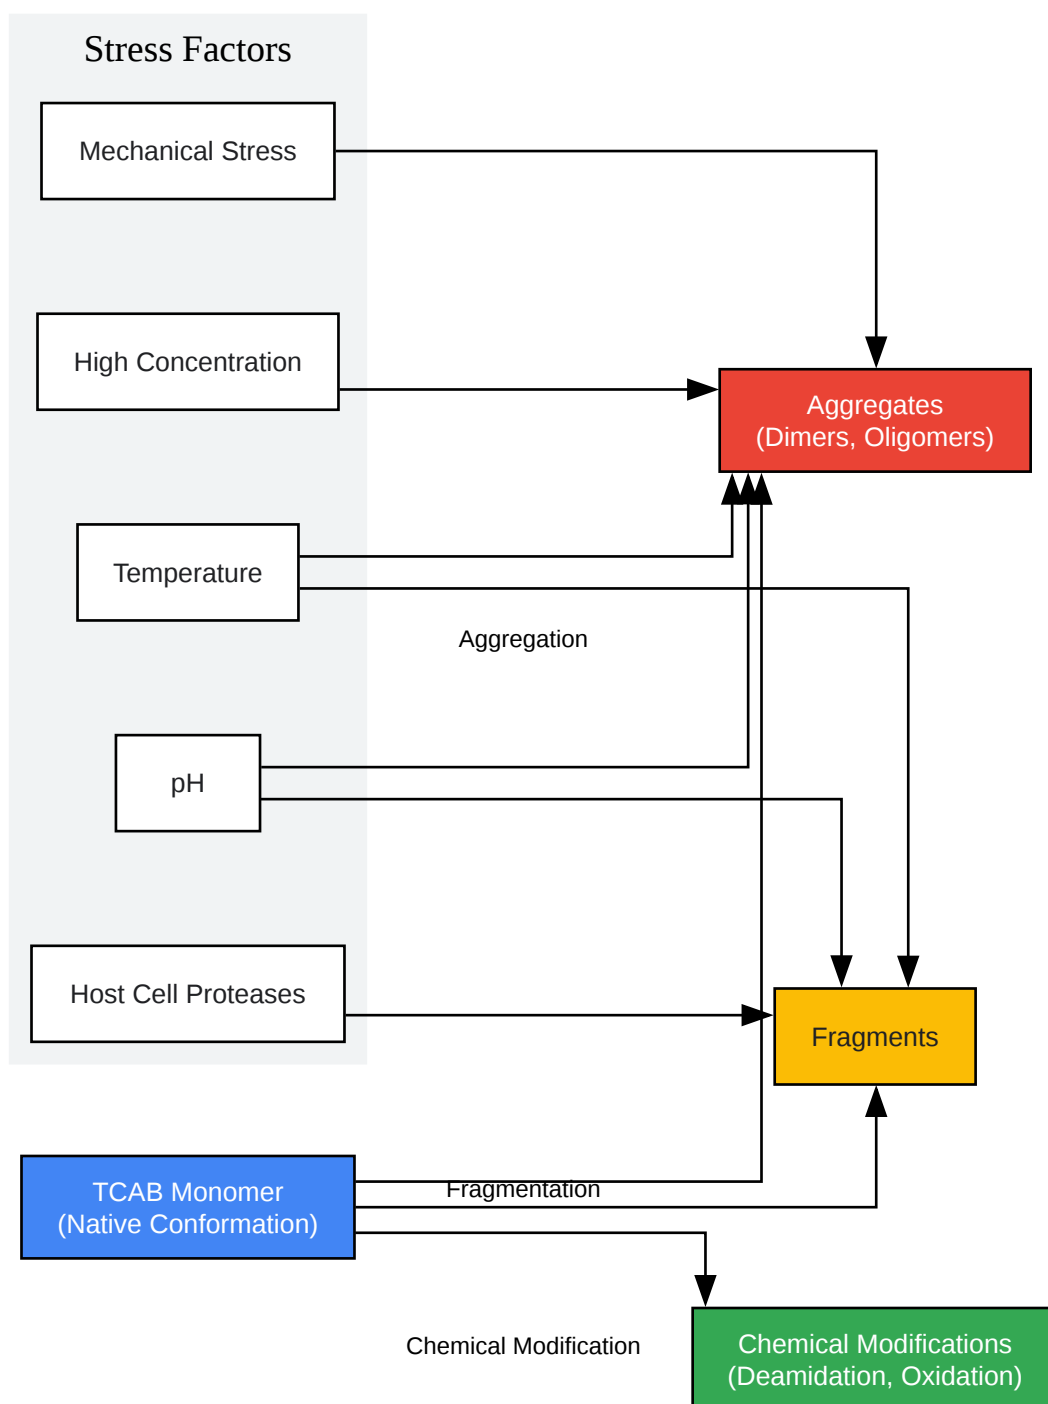 Stress Factors
Mechanical Stress
High Concentration
Aggregates
(Dimers, Oligomers)
Temperature
Aggregation
pH
Host Cell Proteases
Fragments
TCAB Monomer
(Native Conformation)
Fragmentation
Chemical Modification
Chemical Modifications
(Deamidation, Oxidation)